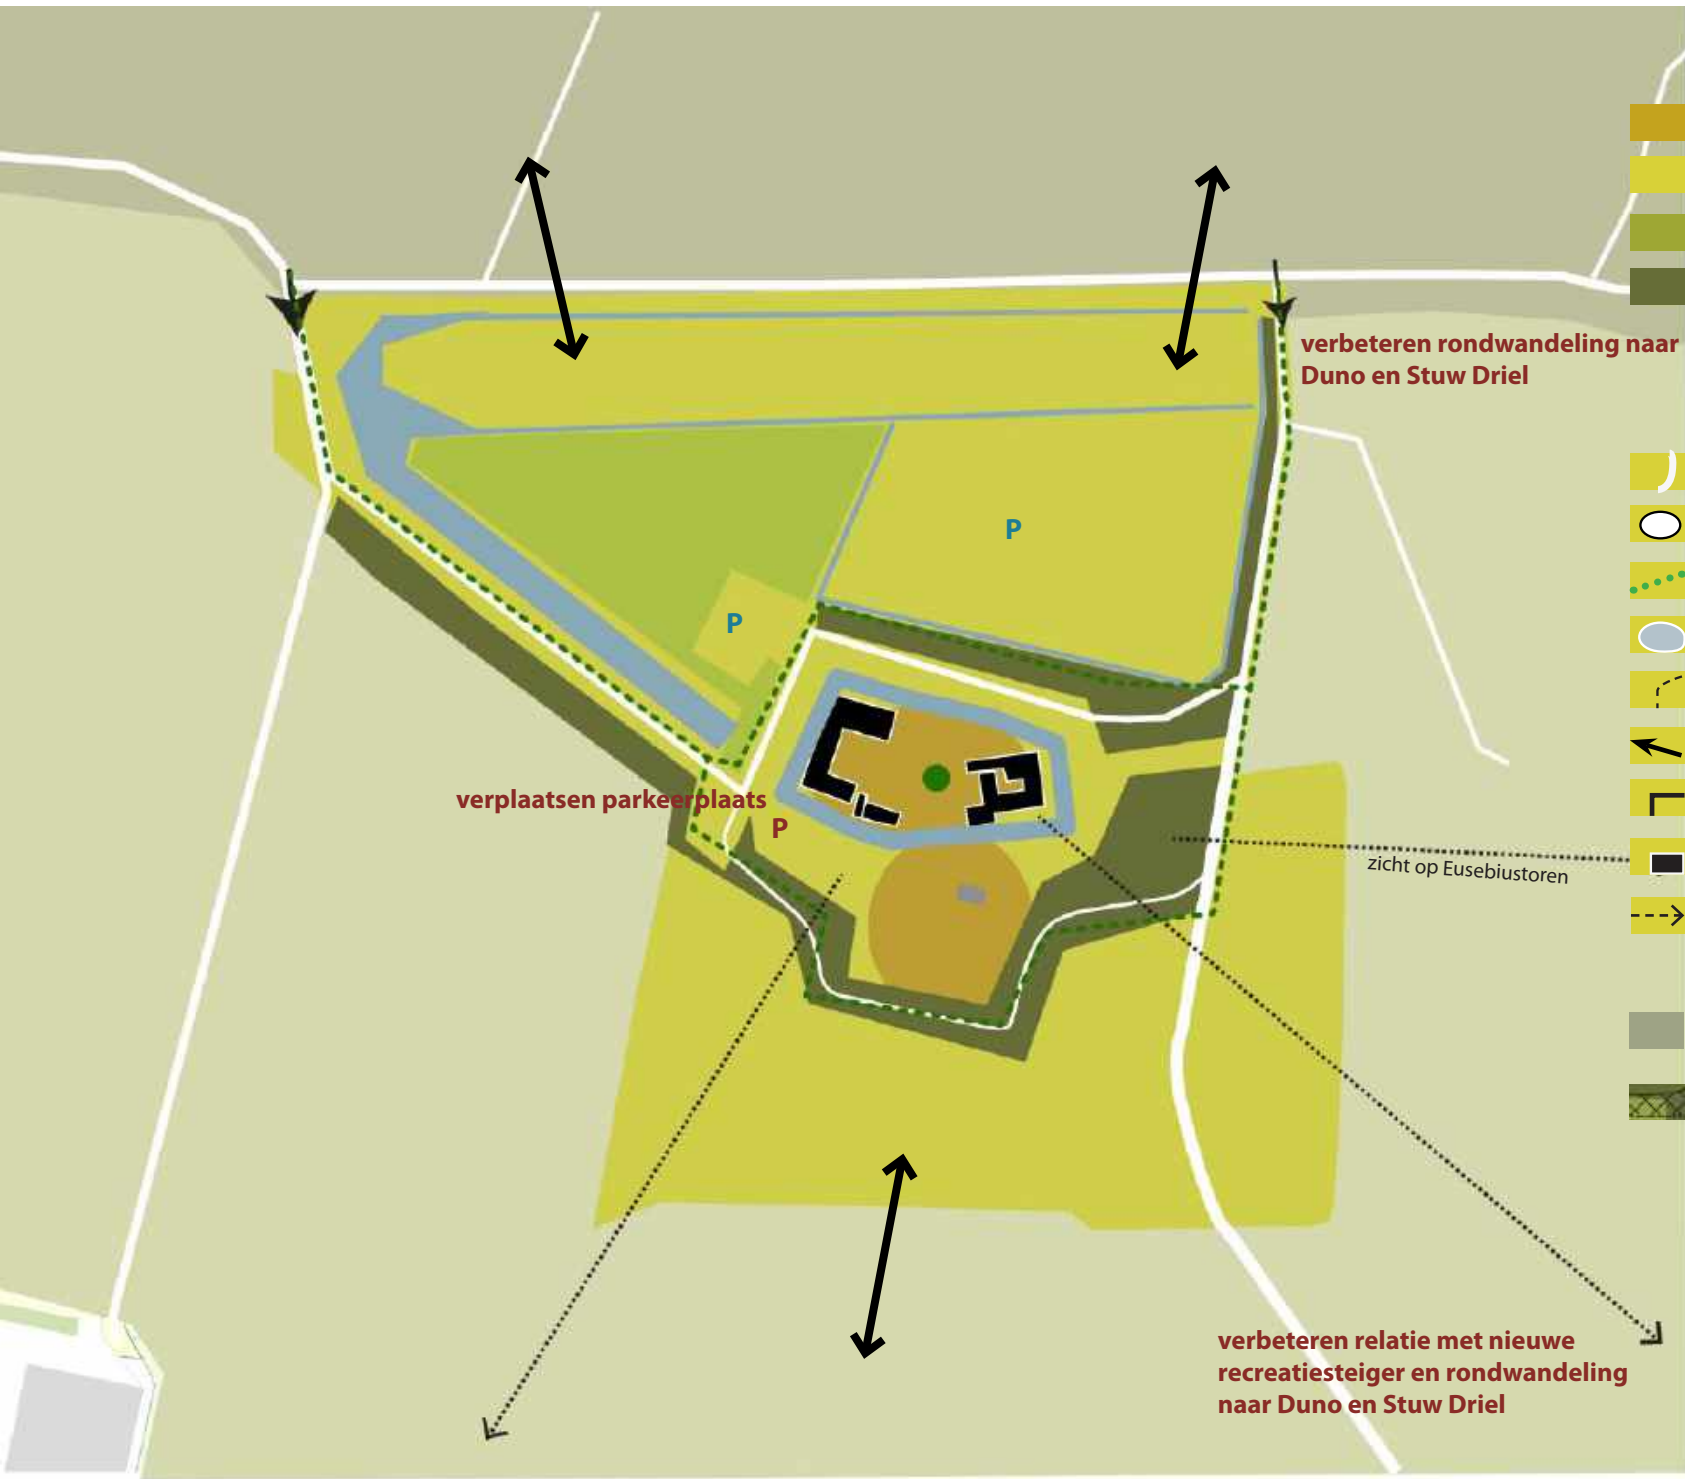 verbeteren rondwandeling naar
Duno en Stuw Driel
P
P
verplaatsen parkeerplaats
P
zicht op Eusebiustoren
verbeteren relatie met nieuwe
recreatiesteiger en rondwandeling
naar Duno en Stuw Driel